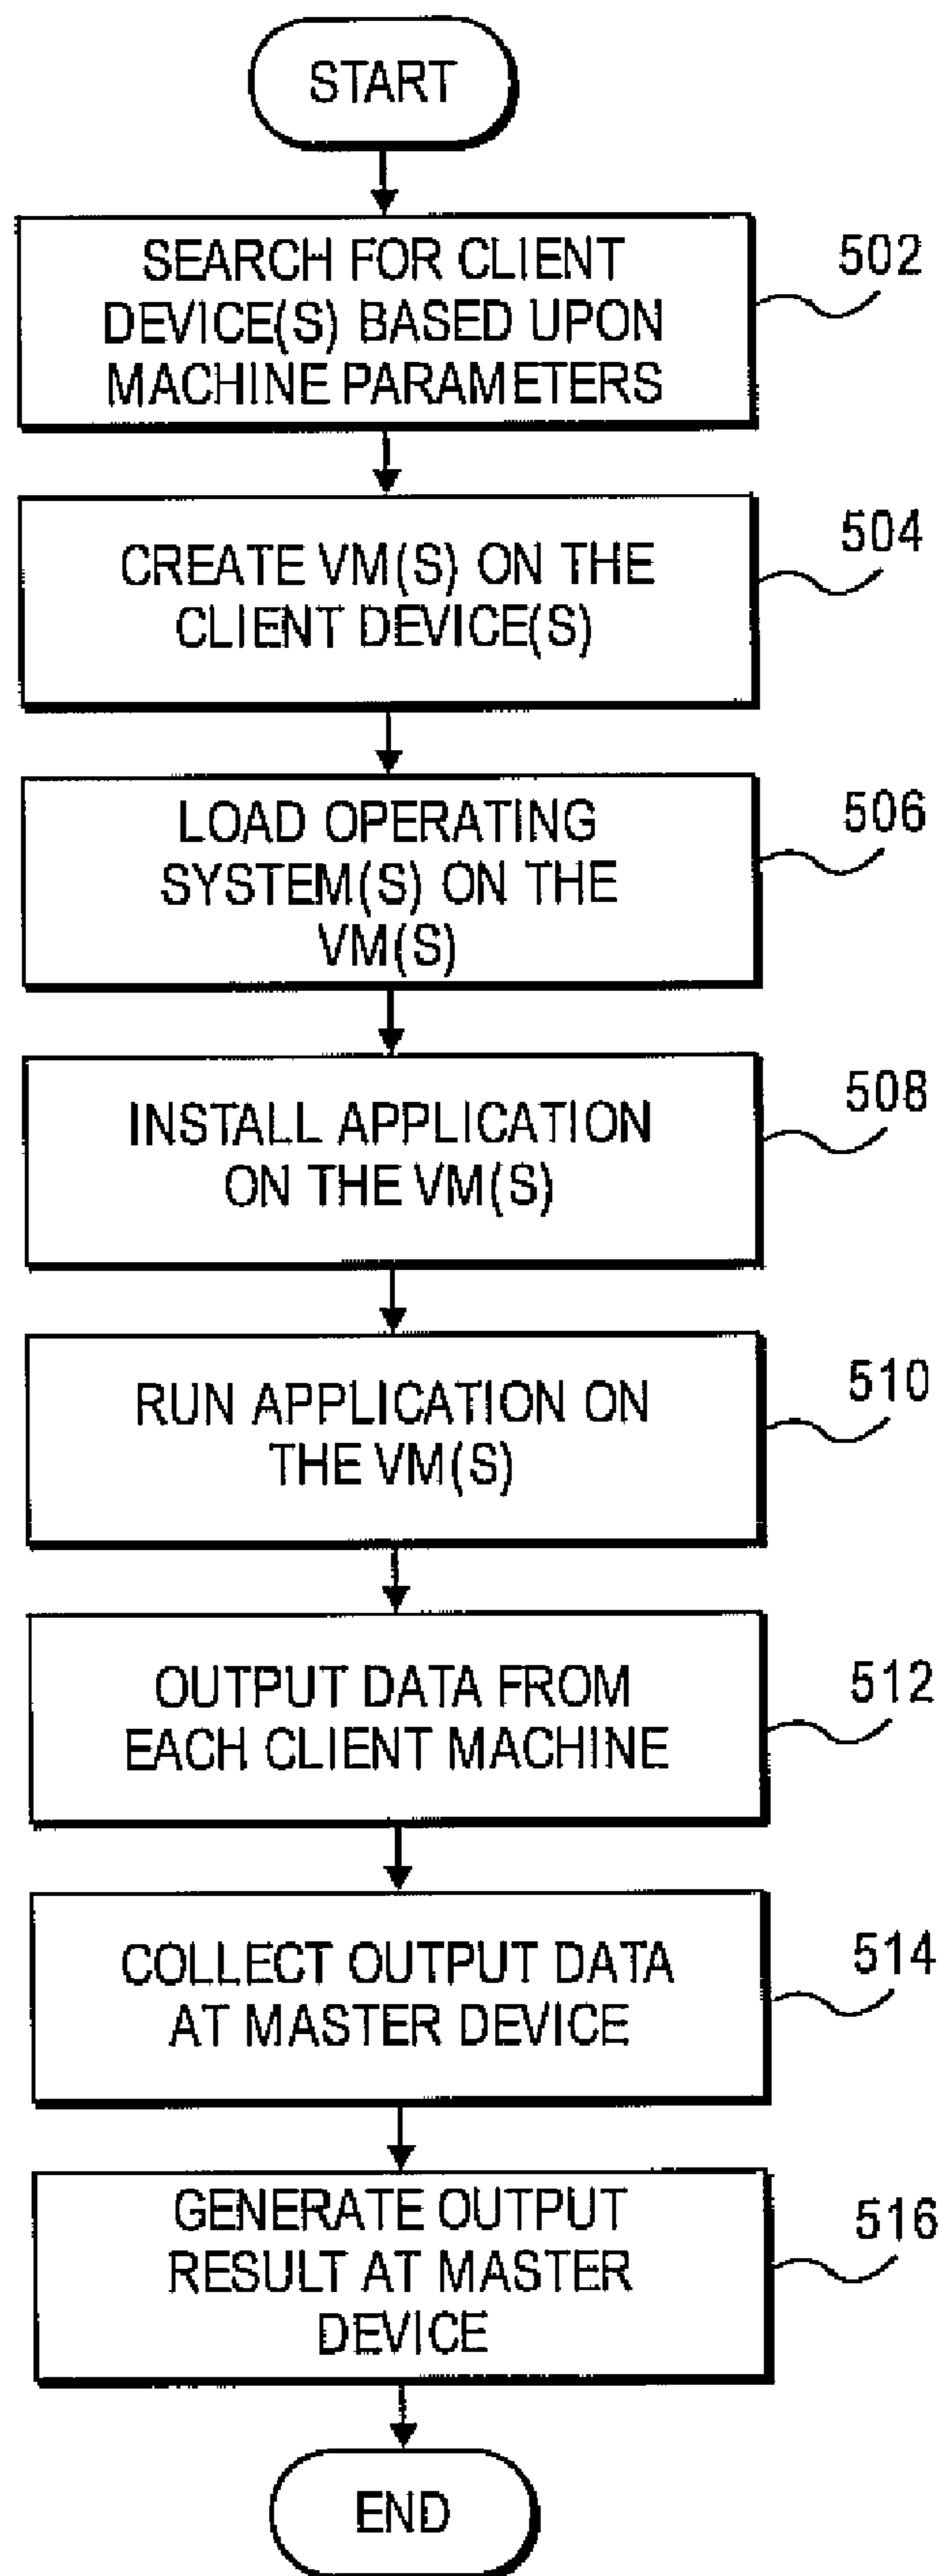 START
SEARCH FOR CLIENT
DEVICE(S) BASED UPON
MACHINE PARAMETERS
502
CREATE VM(S) ON THE
CLIENT DEVICE(S)
504
LOAD OPERATING
SYSTEM(S) ON THE
VM(S)
506
INSTALL APPLICATION
ON THE VM(S)
508
RUN APPLICATION ON
THE VM(S)
510
OUTPUT DATA FROM
EACH CLIENT MACHINE
512
COLLECT OUTPUT DATA
AT MASTER DEVICE
514
GENERATE OUTPUT
RESULT AT MASTER
DEVICE
516
END